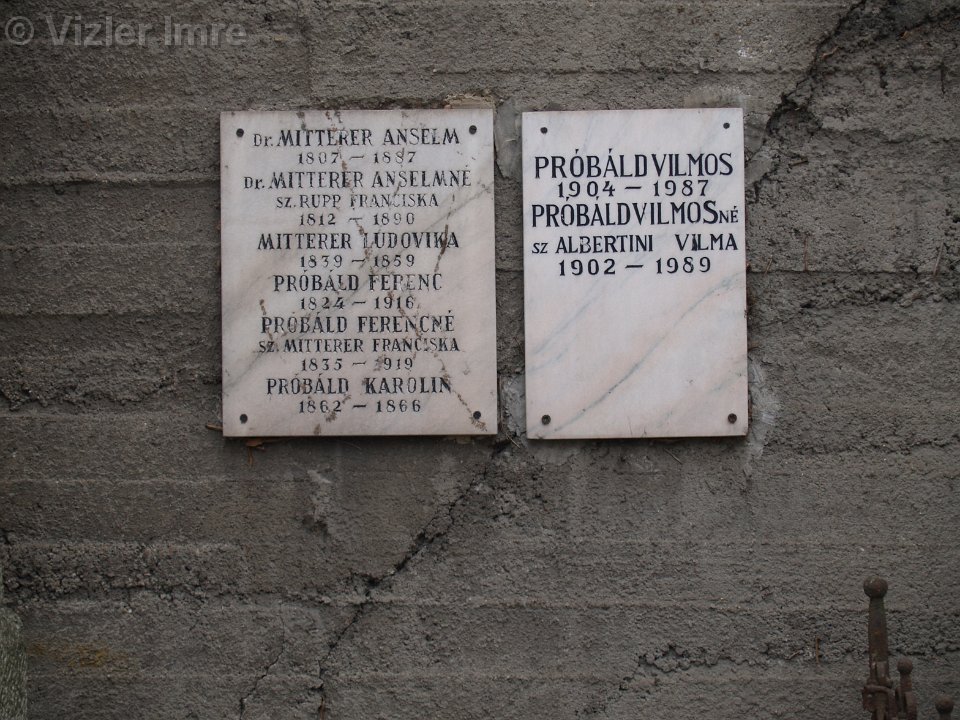 © Vizler Imre
Dr. MITTERER ANSELM
1807 – 1887
Dr. MITTERER ANSELMNÉ
SZ. RUPP FRANCISKA
1812 – 1890
MITTERER LUDOVIKA
1839 – 1859
PRÓBÁLD FERENC
1824 – 1916
PRÓBÁLD FERENCNÉ
SZ. MITTERER FRANCISKA
1835 – 1919
PRÓBÁLD KAROLIN
1862 – 1866
PRÓBÁLD VILMOS
1904 – 1987
PRÓBÁLD VILMOSNÉ
SZ ALBERTINI VILMA
1902 – 1989